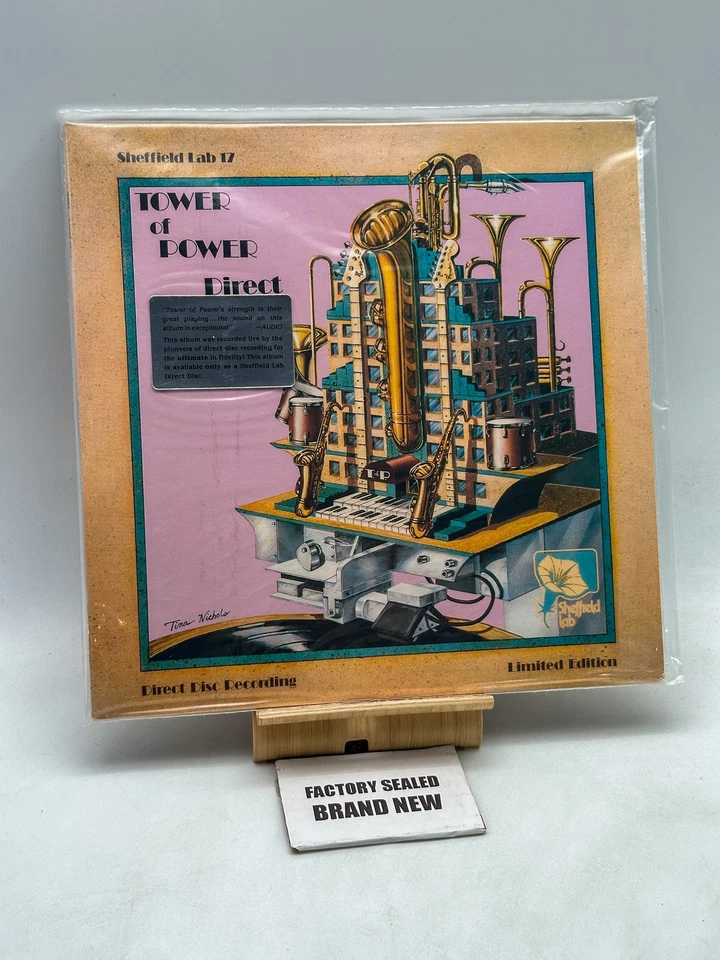 Sheffield Lab 17
TOWER
of
POWER
Direct
"Tower of Power's strength is their
great playing...the sound on this
album is exceptional" —AUDIO
This album was recorded live by the
pioneers of direct disc recording for
the ultimate in fidelity! This album
is available only as a Sheffield Lab
Direct Disc.
T P
Tina Nichols
Sheffield
lab
Direct Disc Recording
Limited Edition
FACTORY SEALED
BRAND NEW